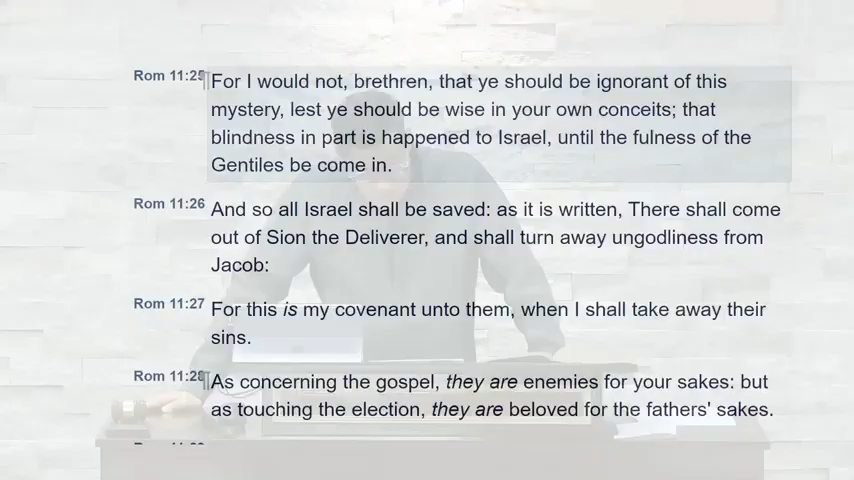 Rom 11:25 ¶For I would not, brethren, that ye should be ignorant of this
mystery, lest ye should be wise in your own conceits; that
blindness in part is happened to Israel, until the fulness of the
Gentiles be come in.
Rom 11:26 And so all Israel shall be saved: as it is written, There shall come
out of Sion the Deliverer, and shall turn away ungodliness from
Jacob:
Rom 11:27 For this is my covenant unto them, when I shall take away their
sins.
Rom 11:28 ¶As concerning the gospel, they are enemies for your sakes: but
as touching the election, they are beloved for the fathers' sakes.